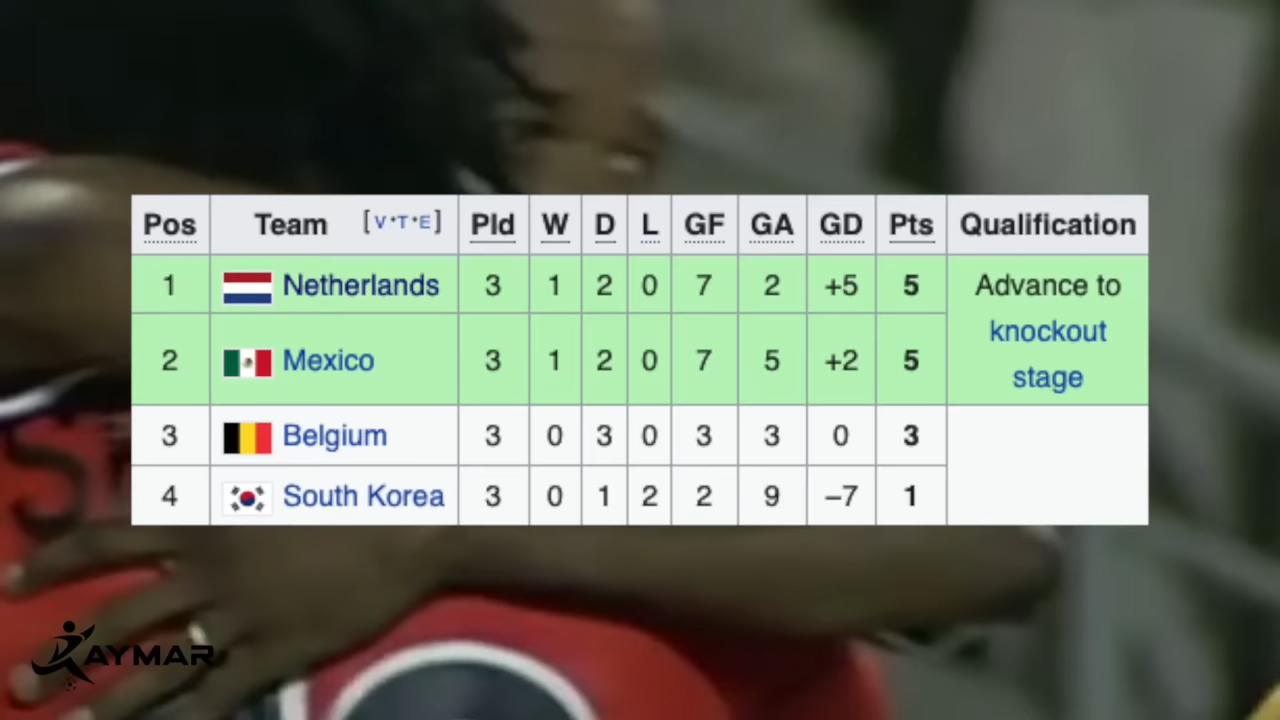 Pos Team [V·T·E] Pld W D L GF GA GD Pts Qualification
1 Netherlands 3 1 2 0 7 2 +5 5 Advance to
knockout
2 Mexico 3 1 2 0 7 5 +2 5
stage
3 Belgium 3 0 3 0 3 3 0 3
4 South Korea 3 0 1 2 2 9 −7 1
KAYMAR